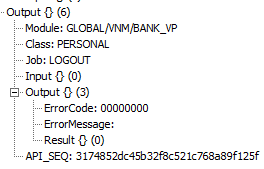 Output {} (6)
Module: GLOBAL/VNM/BANK_VP
Class: PERSONAL
Job: LOGOUT
Input {} (0)
Output {} (3)
ErrorCode: 00000000
ErrorMessage:
Result {} (0)
API_SEQ: 3174852dc45b32f8c521c768a89f125f